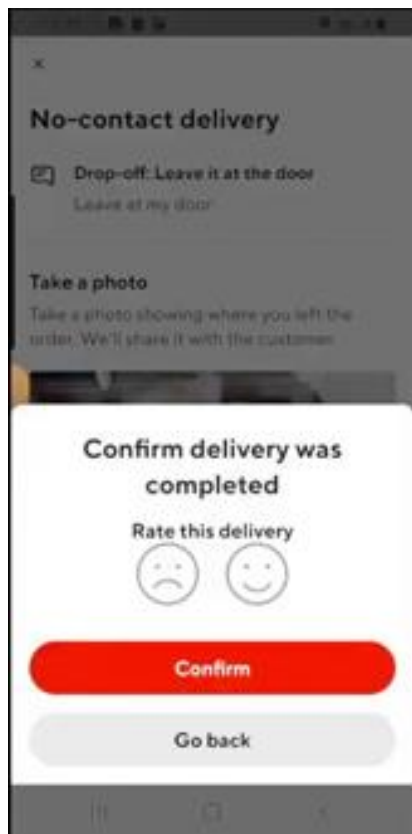 No-contact delivery
Drop-off: Leave it at the door
Leave at my door
Take a photo
Take a photo showing where you left the
order. We'll share it with the customer.
Confirm delivery was
completed
Rate this delivery
Confirm
Go back